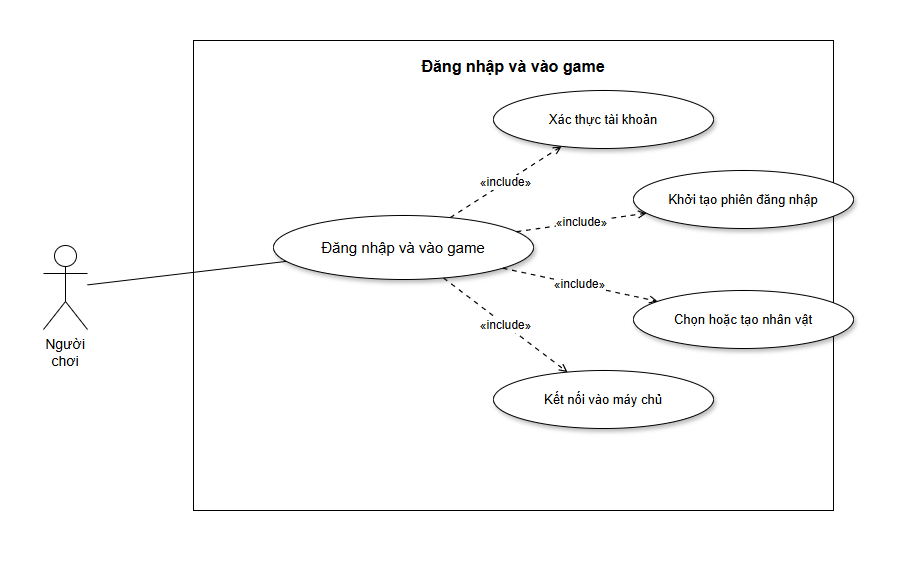 Đăng nhập và vào game
Xác thực tài khoản
«include»
Khởi tạo phiên đăng nhập
«include»
Đăng nhập và vào game
«include»
Chọn hoặc tạo nhân vật
«include»
Người
chơi
Kết nối vào máy chủ